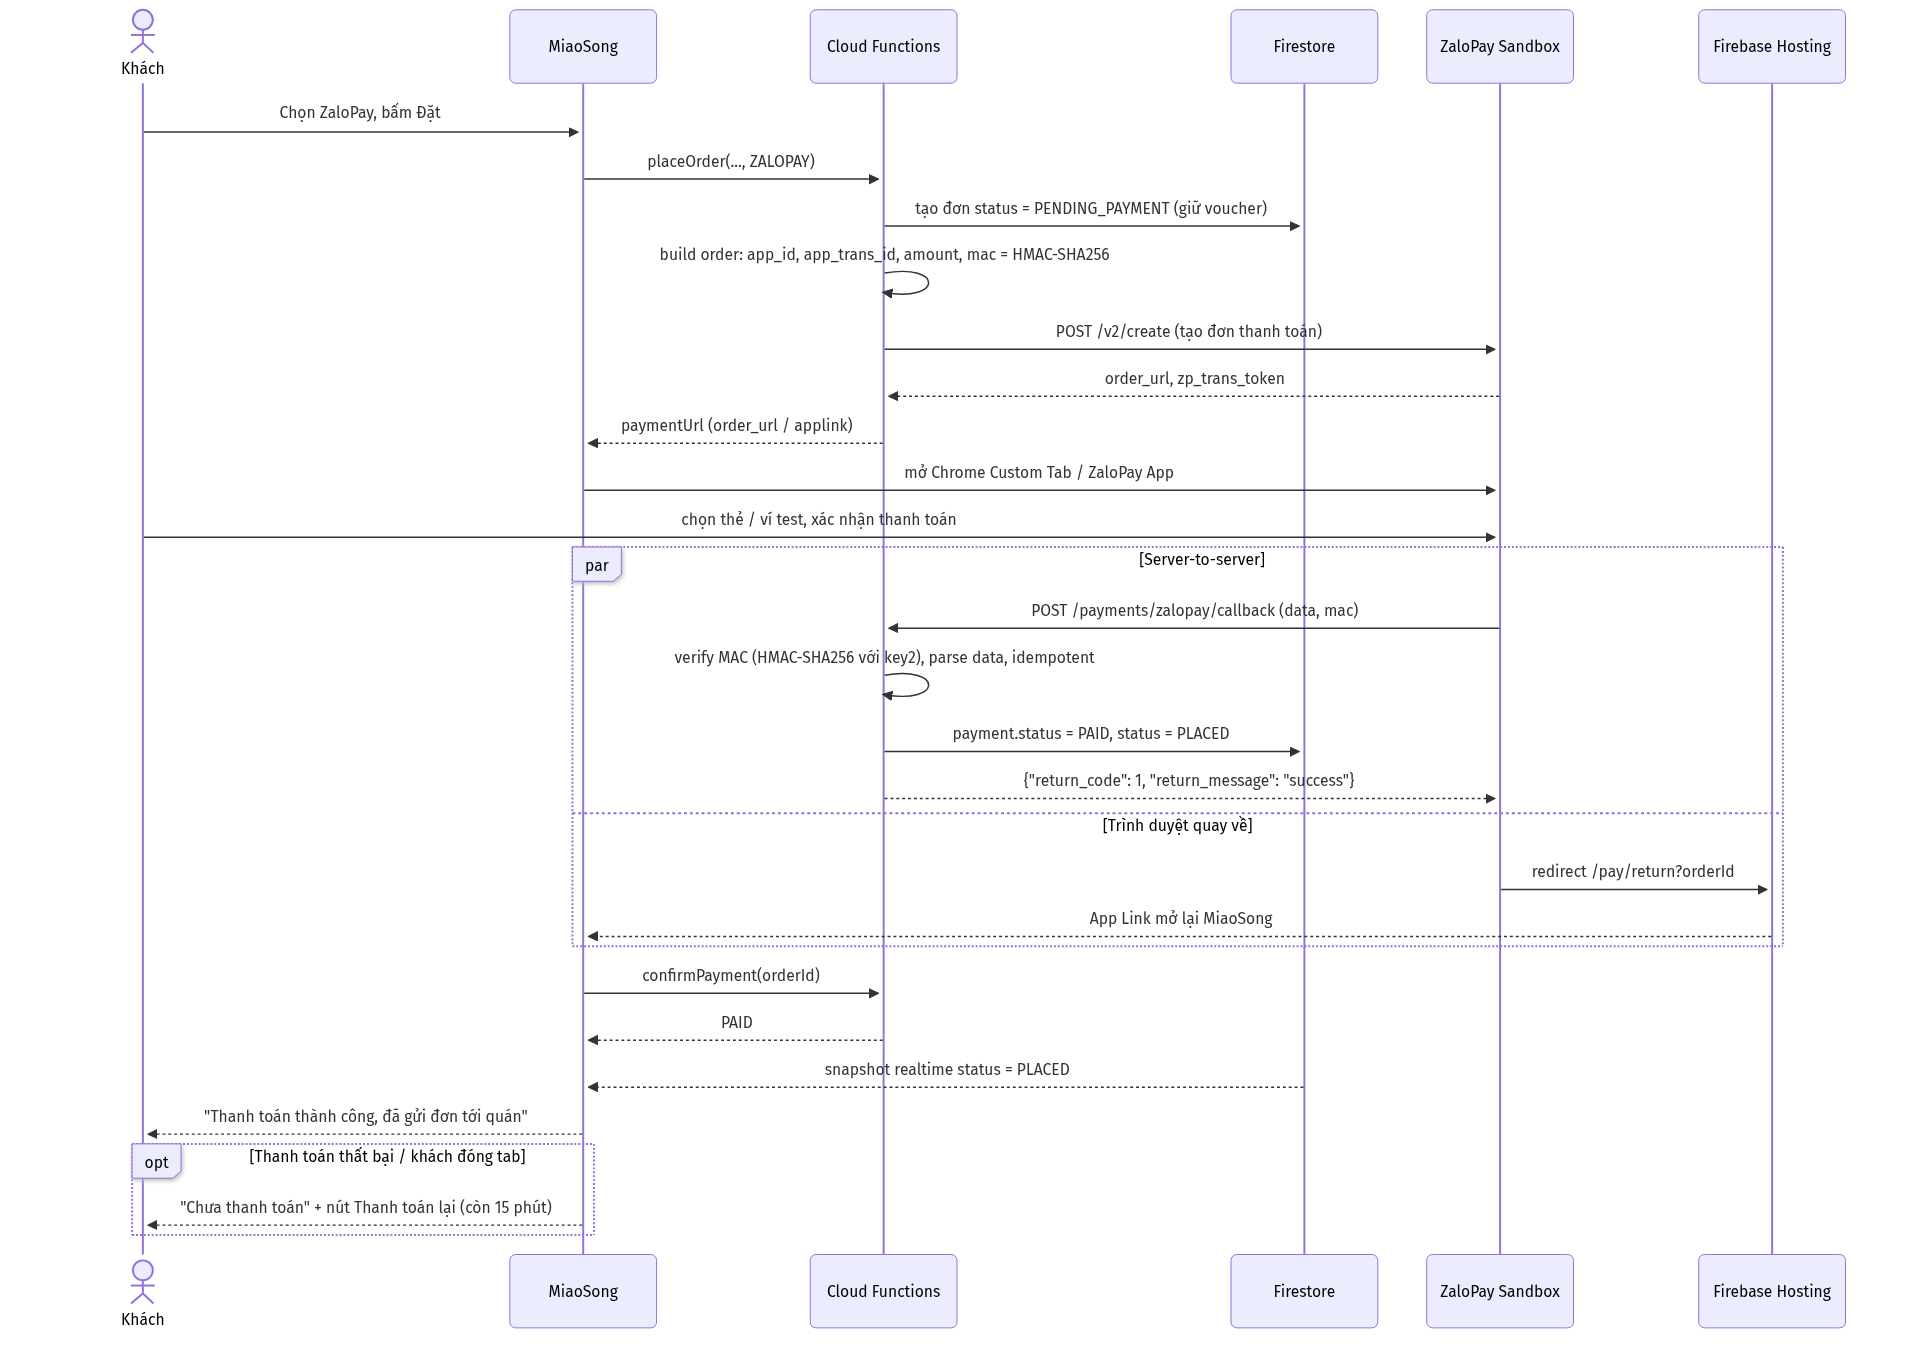 Khách
MiaoSong
Cloud Functions
Firestore
ZaloPay Sandbox
Firebase Hosting
Chọn ZaloPay, bấm Đặt
placeOrder(..., ZALOPAY)
tạo đơn status = PENDING_PAYMENT (giữ voucher)
build order: app_id, app_trans_id, amount, mac = HMAC-SHA256
POST /v2/create (tạo đơn thanh toán)
order_url, zp_trans_token
paymentUrl (order_url / applink)
mở Chrome Custom Tab / ZaloPay App
chọn thẻ / ví test, xác nhận thanh toán
par
[Server-to-server]
POST /payments/zalopay/callback (data, mac)
verify MAC (HMAC-SHA256 với key2), parse data, idempotent
payment.status = PAID, status = PLACED
{"return_code": 1, "return_message": "success"}
[Trình duyệt quay về]
redirect /pay/return?orderId
App Link mở lại MiaoSong
confirmPayment(orderId)
PAID
snapshot realtime status = PLACED
"Thanh toán thành công, đã gửi đơn tới quán"
opt
[Thanh toán thất bại / khách đóng tab]
"Chưa thanh toán" + nút Thanh toán lại (còn 15 phút)
Khách
MiaoSong
Cloud Functions
Firestore
ZaloPay Sandbox
Firebase Hosting